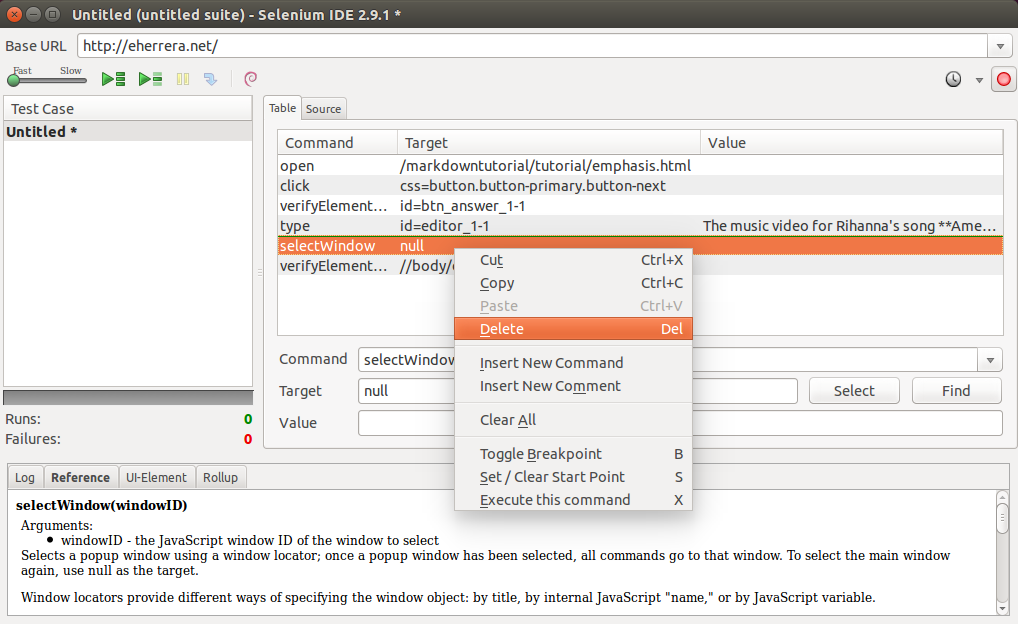 Untitled (untitled suite) - Selenium IDE 2.9.1 *
Base URL http://eherrera.net/
Fast Slow
Test Case
Untitled *
Runs: 0
Failures: 0
Table Source
Command Target Value
open /markdowntutorial/tutorial/emphasis.html
click css=button.button-primary.button-next
verifyElement... id=btn_answer_1-1
type id=editor_1-1 The music video for Rihanna's song **Ame...
selectWindow null
verifyElement... //body/
Cut Ctrl+X
Copy Ctrl+C
Paste Ctrl+V
Delete Del
Insert New Command
Insert New Comment
Clear All
Toggle Breakpoint B
Set / Clear Start Point S
Execute this command X
Command selectWindow
Target null Select Find
Value
Log Reference UI-Element Rollup
selectWindow(windowID)
Arguments:
• windowID - the JavaScript window ID of the window to select
Selects a popup window using a window locator; once a popup window has been selected, all commands go to that window. To select the main window
again, use null as the target.
Window locators provide different ways of specifying the window object: by title, by internal JavaScript "name," or by JavaScript variable.